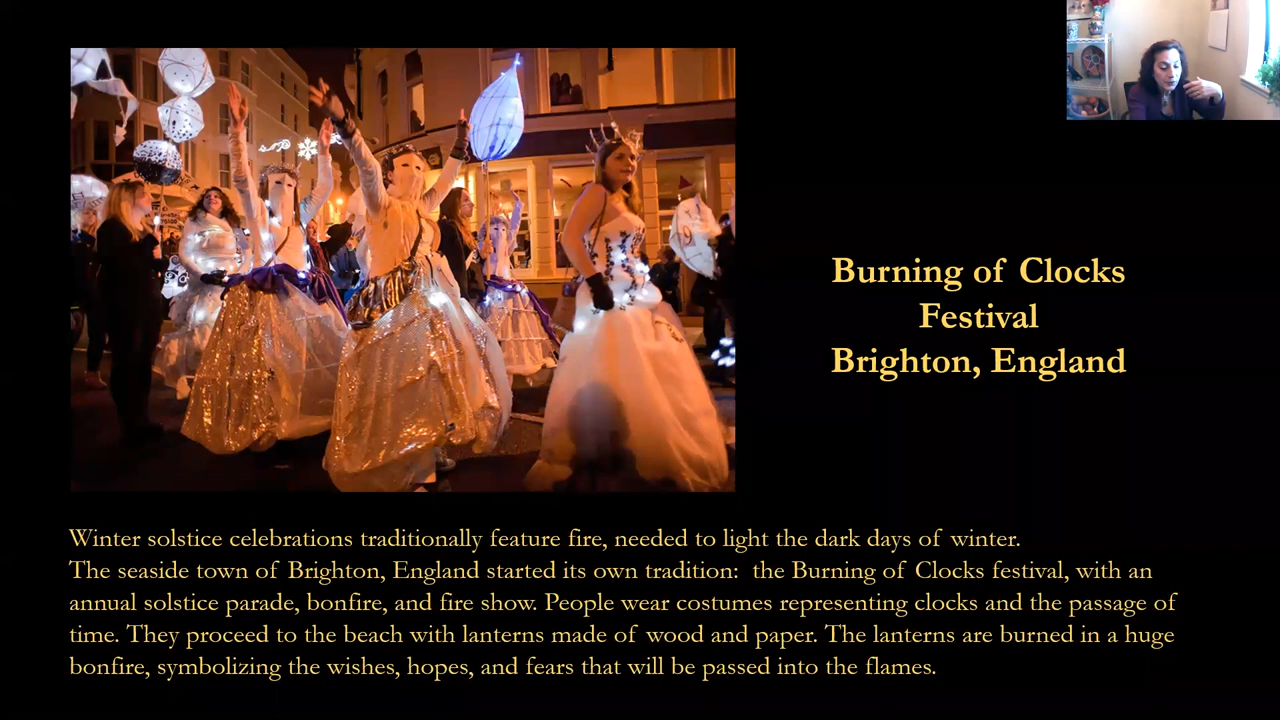 Burning of Clocks
Festival
Brighton, England
Winter solstice celebrations traditionally feature fire, needed to light the dark days of winter.
The seaside town of Brighton, England started its own tradition:  the Burning of Clocks festival, with an
annual solstice parade, bonfire, and fire show. People wear costumes representing clocks and the passage of
time. They proceed to the beach with lanterns made of wood and paper. The lanterns are burned in a huge
bonfire, symbolizing the wishes, hopes, and fears that will be passed into the flames.